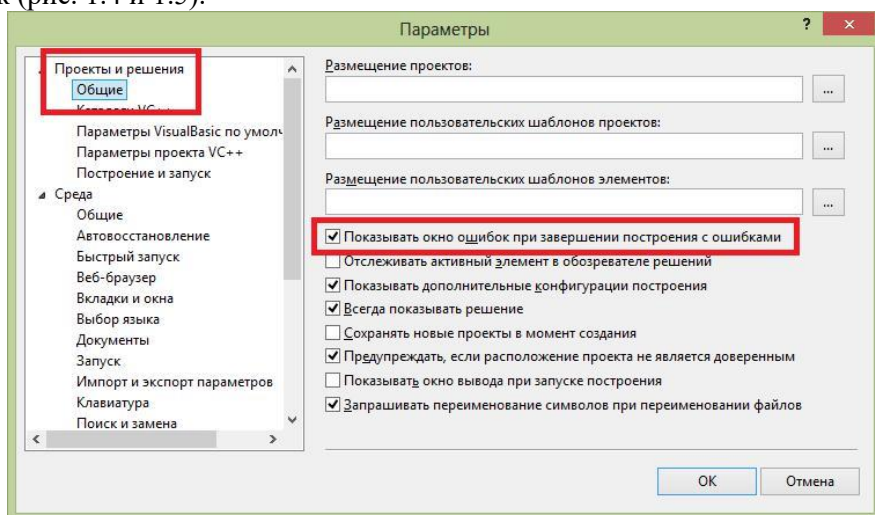 (рис. 1.4 и 1.5).
Параметры ? ×
Проекты и решения
Общие
Параметры VisualBasic по умолч
Параметры проекта VC++
Построение и запуск
Среда
Общие
Автовосстановление
Быстрый запуск
Веб-браузер
Вкладки и окна
Выбор языка
Документы
Запуск
Импорт и экспорт параметров
Клавиатура
Поиск и замена
Размещение проектов:
...
Размещение пользовательских шаблонов проектов:
...
Размещение пользовательских шаблонов элементов:
...
Показывать окно ошибок при завершении построения с ошибками
Отслеживать активный элемент в обозревателе решений
Показывать дополнительные конфигурации построения
Всегда показывать решение
Сохранять новые проекты в момент создания
Предупреждать, если расположение проекта не является доверенным
Показывать окно вывода при запуске построения
Запрашивать переименование символов при переименовании файлов
ОК Отмена